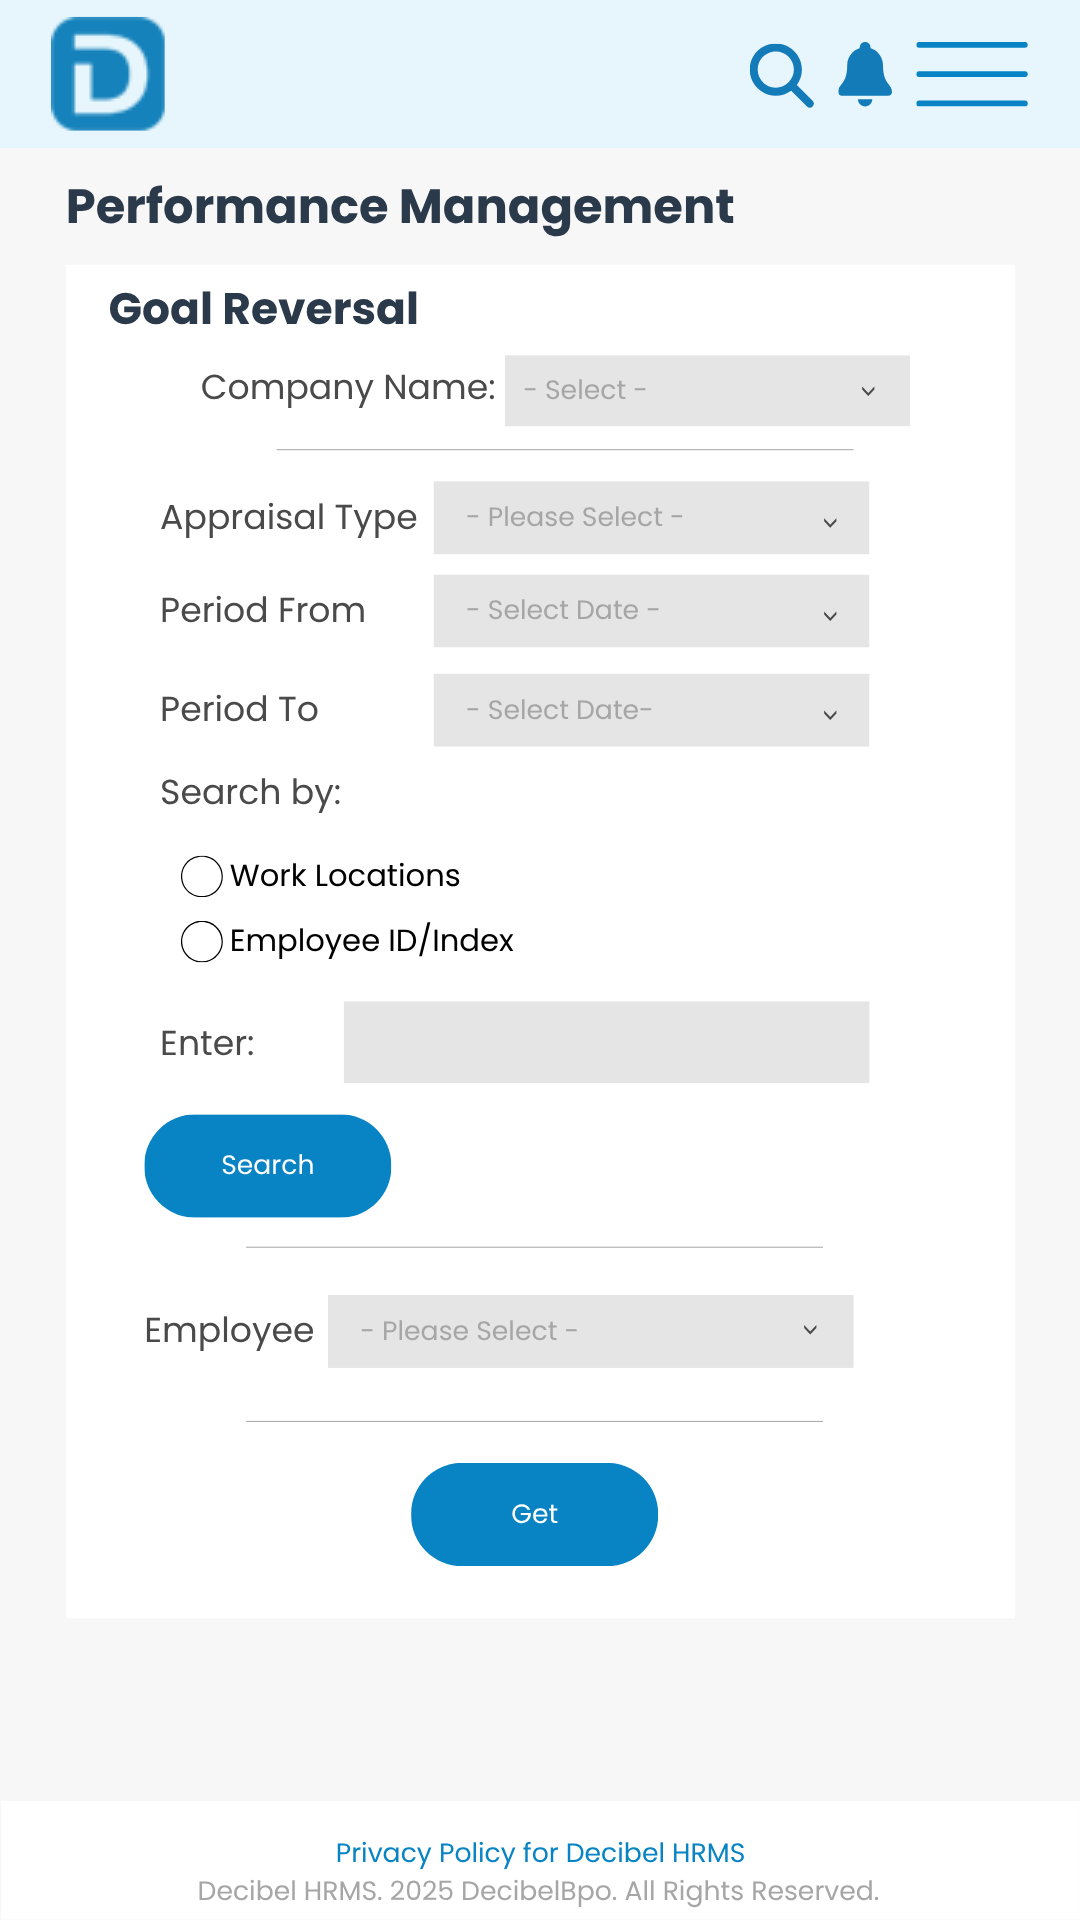 D
Performance Management
Goal Reversal
Company Name: - Select -
Appraisal Type - Please Select -
Period From - Select Date -
Period To - Select Date-
Search by:
Work Locations
Employee ID/Index
Enter:
Search
Employee - Please Select -
Get
Privacy Policy for Decibel HRMS
Decibel HRMS. 2025 DecibelBpo. All Rights Reserved.